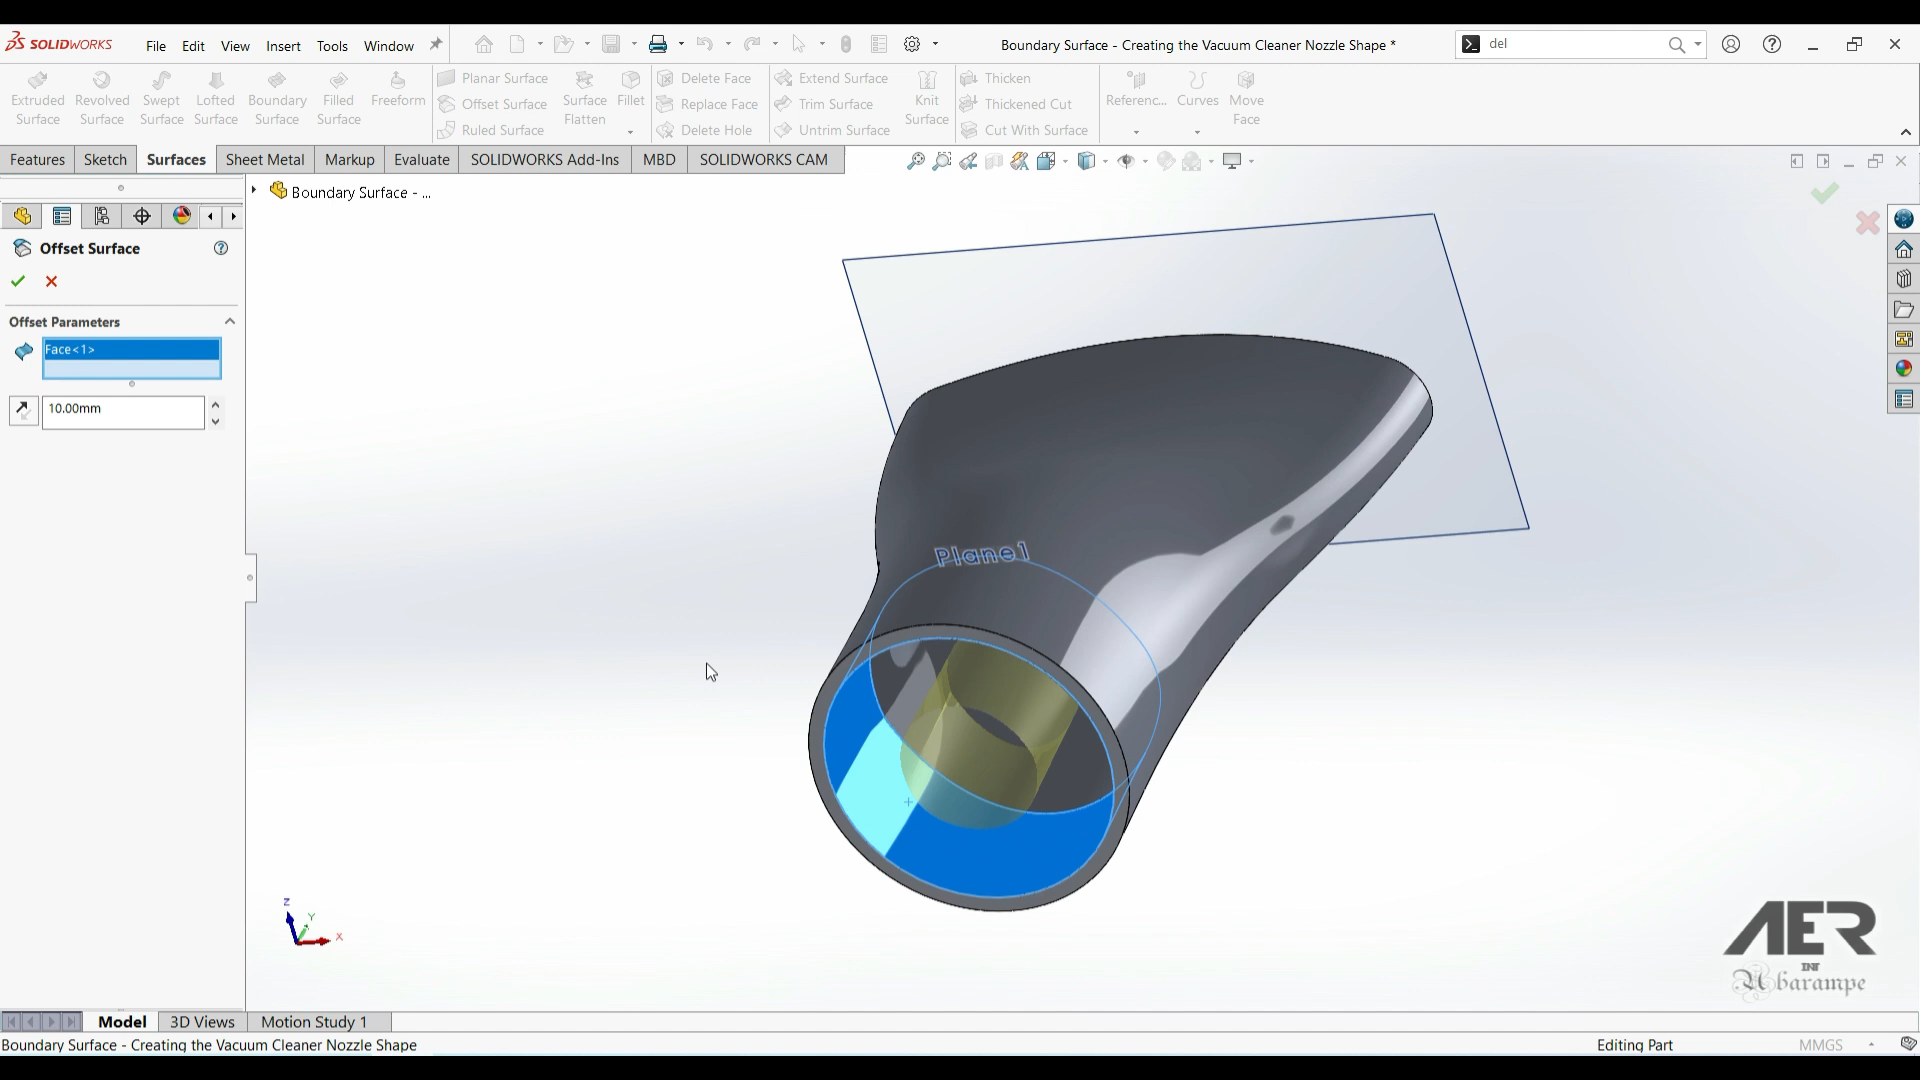 SOLIDWORKS File Edit View Insert Tools Window Boundary Surface - Creating the Vacuum Cleaner Nozzle Shape * del
Extruded Surface
Revolved Surface
Swept Surface
Lofted Surface
Boundary Surface
Filled Surface
Freeform
Planar Surface
Offset Surface
Ruled Surface
Surface Flatten
Fillet
Delete Face
Replace Face
Delete Hole
Extend Surface
Trim Surface
Untrim Surface
Knit Surface
Thicken
Thickened Cut
Cut With Surface
Referenc...
Curves
Move Face
Features Sketch Surfaces Sheet Metal Markup Evaluate SOLIDWORKS Add-Ins MBD SOLIDWORKS CAM
Boundary Surface - ...
Offset Surface
Offset Parameters
Face<1>
10.00mm
Plane1
Z
Y
X
AER
INT
Abarampe
Model 3D Views Motion Study 1
Boundary Surface - Creating the Vacuum Cleaner Nozzle Shape Editing Part MMGS